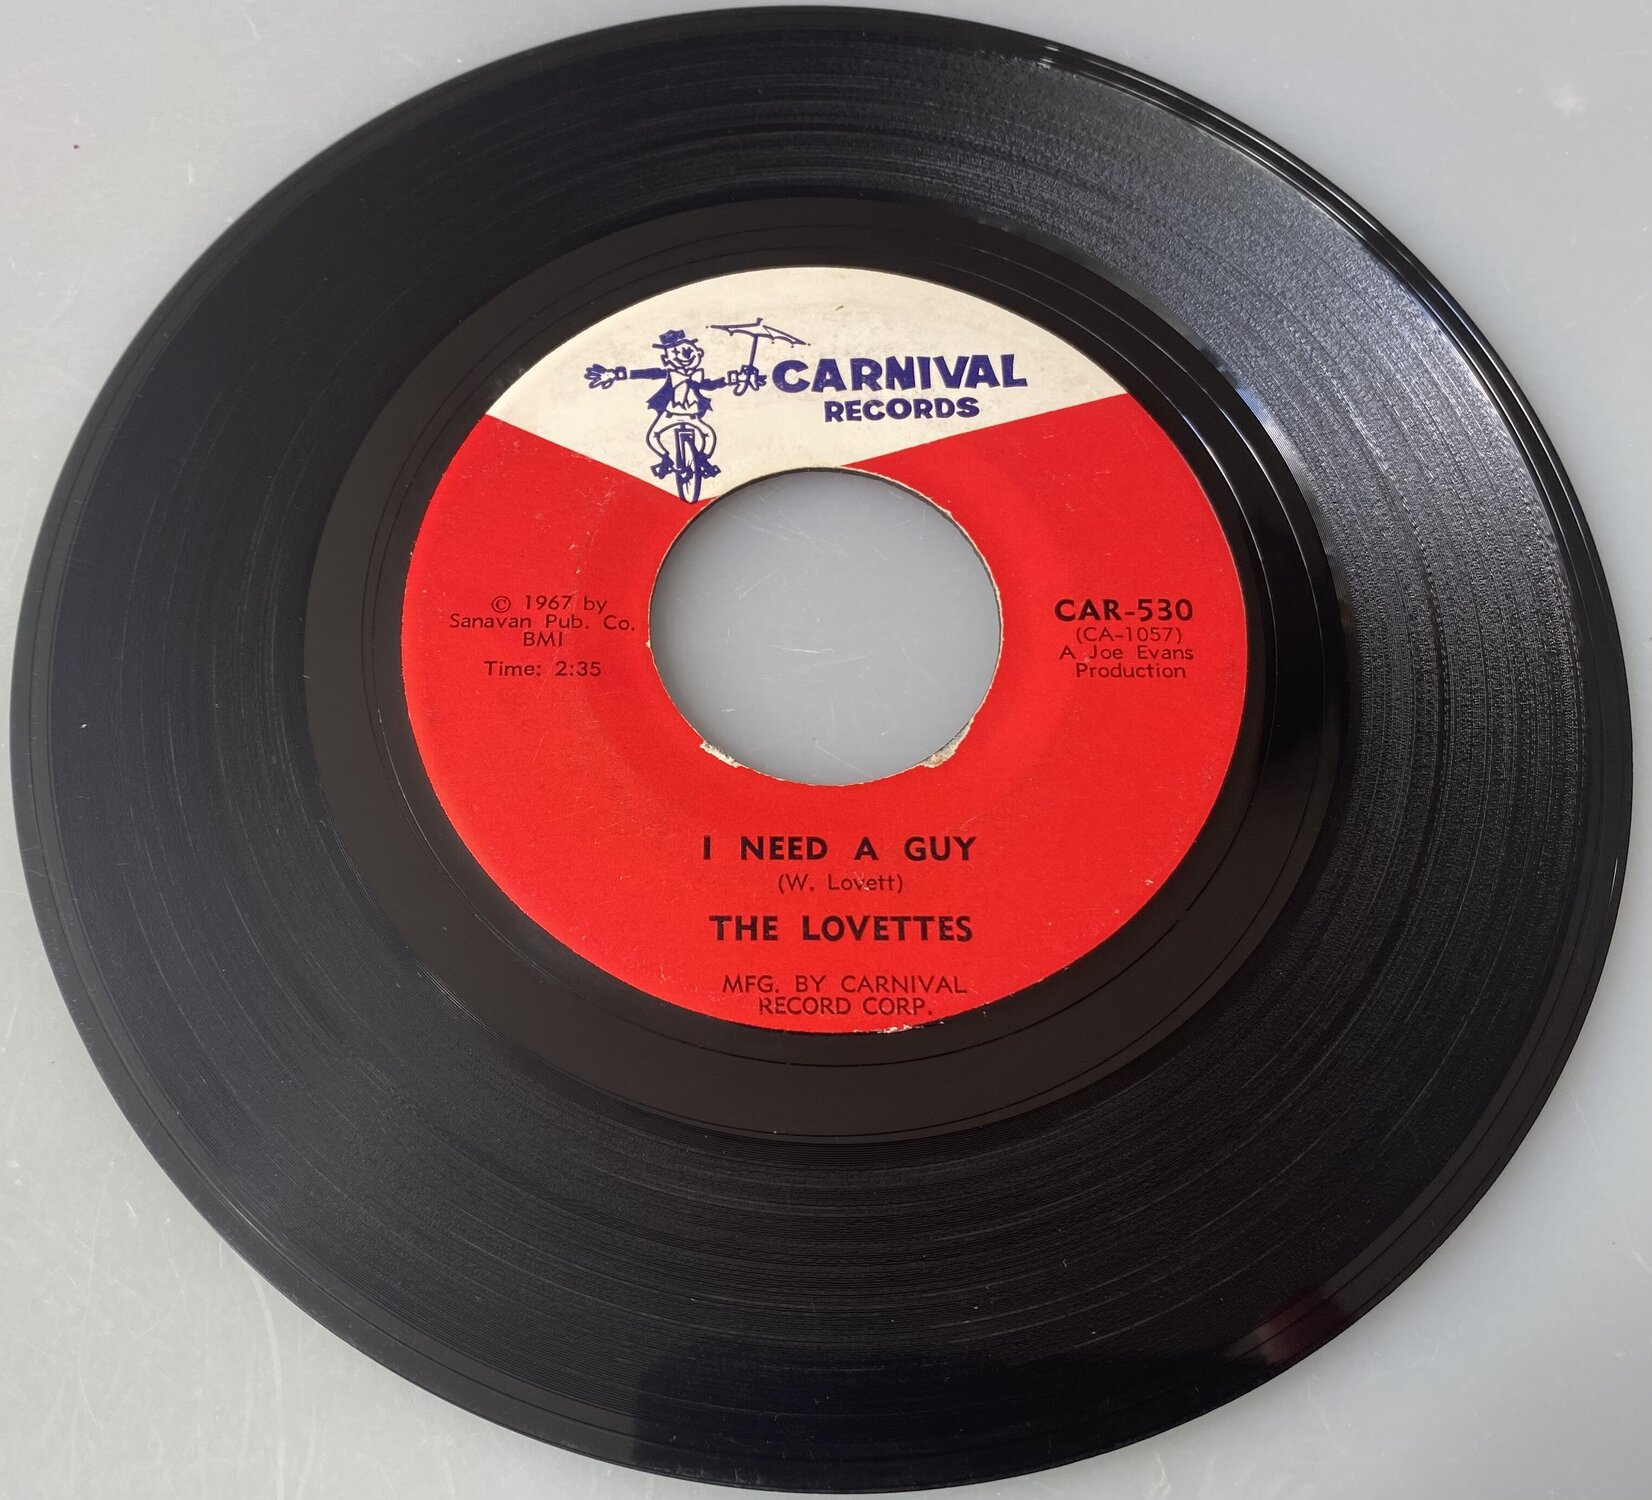 CARNIVAL
RECORDS
© 1967 by
Sanavan Pub. Co.
BMI
Time: 2:35
CAR-530
(CA-1057)
A Joe Evans
Production
I NEED A GUY
(W. Lovett)
THE LOVETTES
MFG. BY CARNIVAL
RECORD CORP.